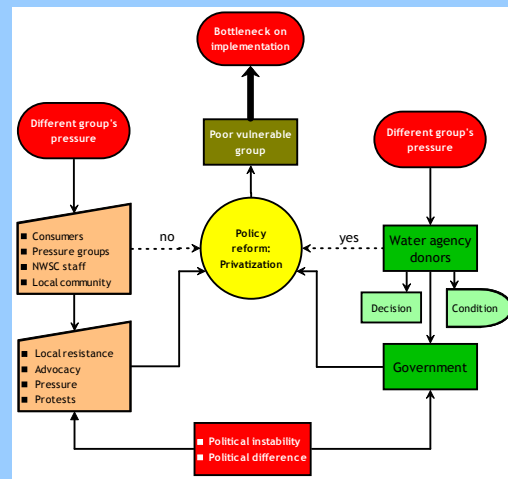 Bottleneck on
implementation
Different group's
pressure
Poor vulnerable
group
Different group's
pressure
■ Consumers
■ Pressure groups
■ NWSC staff
■ Local community
no
Policy
reform:
Privatization
yes
Water agency
donors
Decision
Condition
■ Local resistance
■ Advocacy
■ Pressure
■ Protests
Government
■ Political instability
■ Political difference